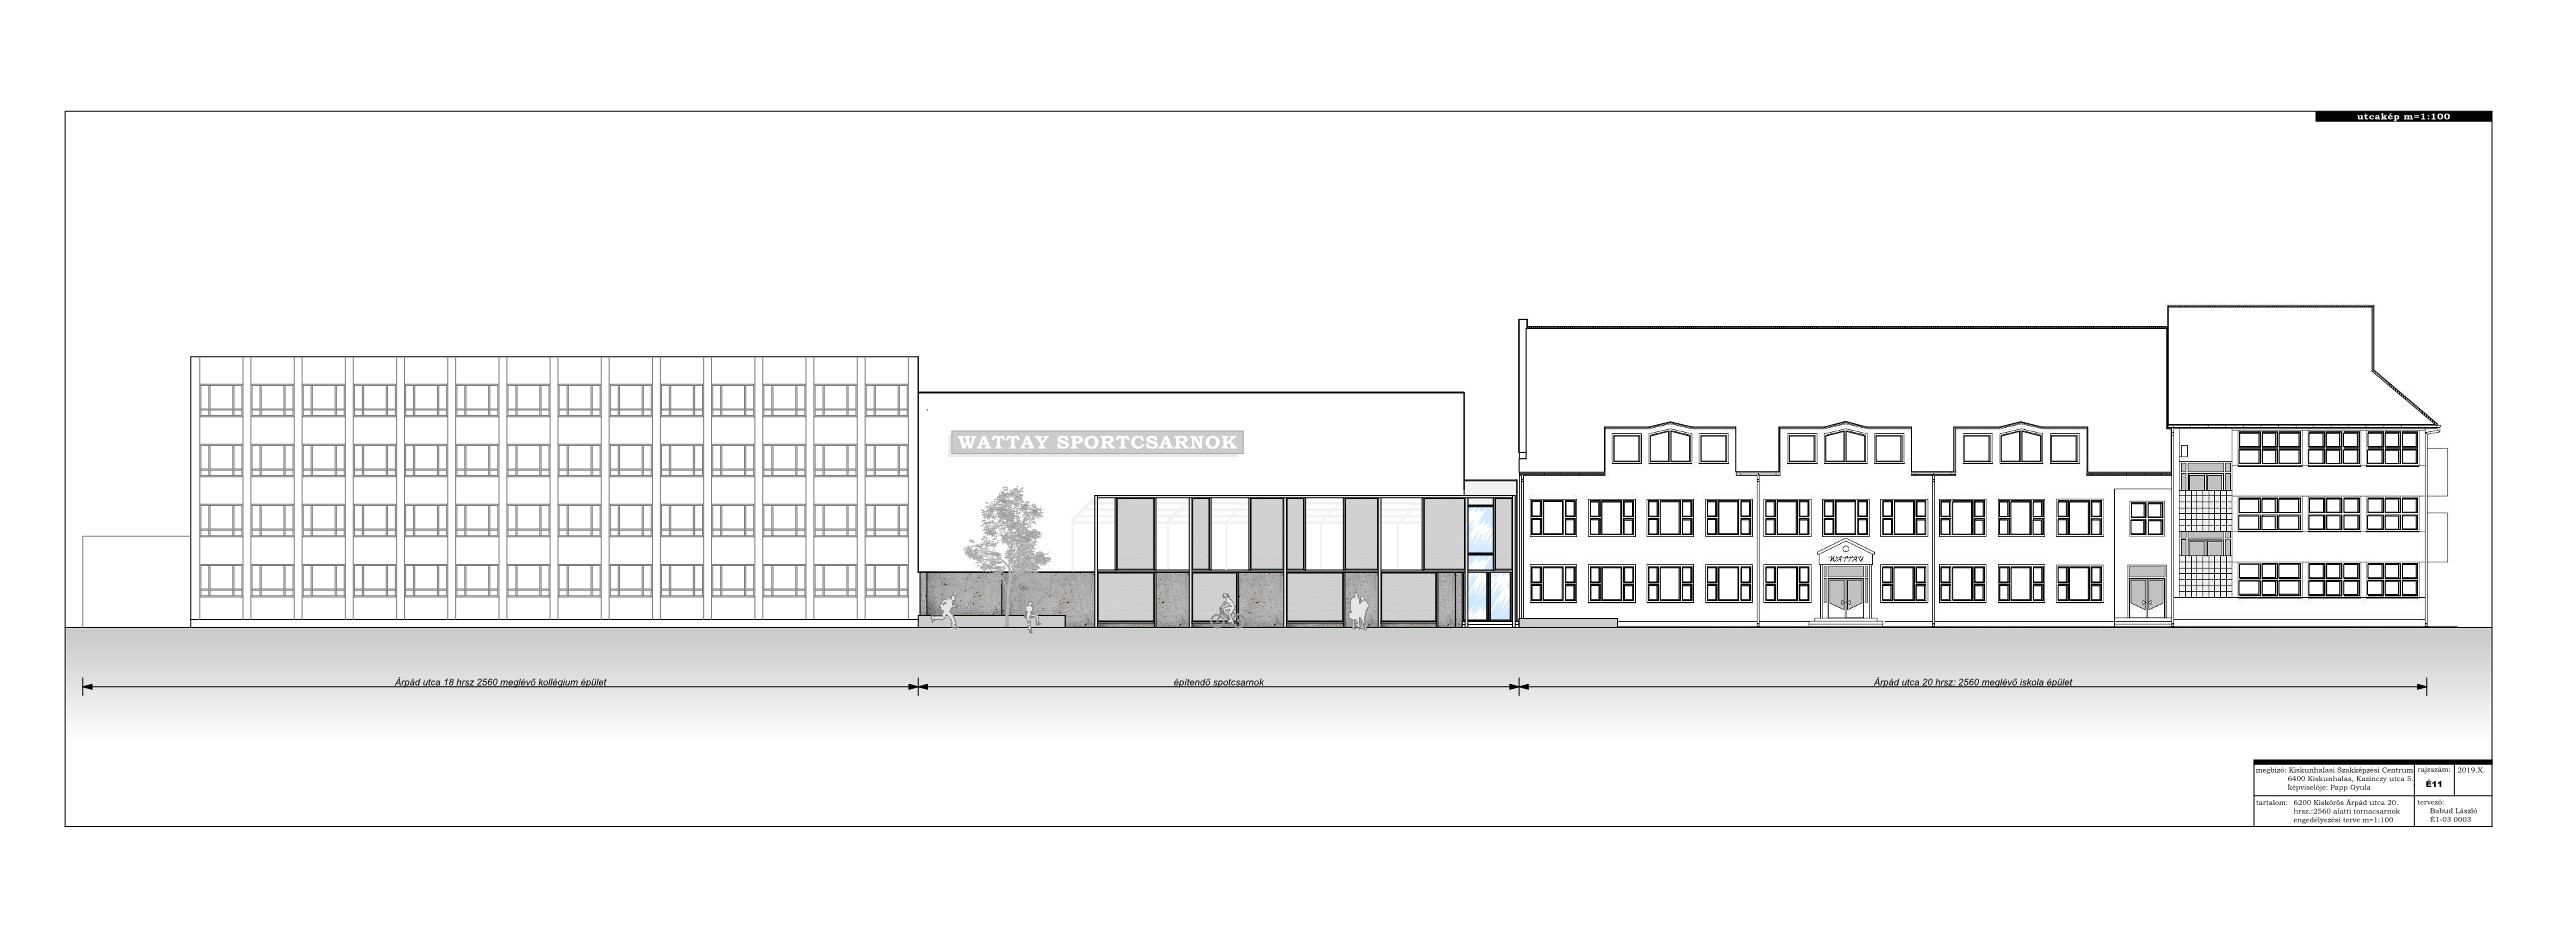 utcakép m=1:100
WATTAY SPORTCSARNOK
WATTAY
Árpád utca 18 hrsz 2560 meglévő kollégium épület
építendő spotcsarnok
Árpád utca 20 hrsz: 2560 meglévő iskola épület
megbízó: Kiskunhalasi Szakképzési Centrum
6400 Kiskunhalas, Kazinczy utca 5.
képviselője: Papp Gyula
rajzszám:
É11
2019.X.
tartalom: 6200 Kiskőrös Árpád utca 20.
hrsz.:2560 alatti tornacsarnok
engedélyezési terve m=1:100
tervező:
Babud László
É1-03 0003